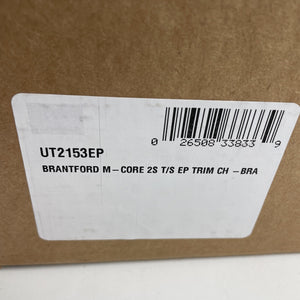 0 26508 33833 9
UT2153EP
BRANTFORD M-CORE 2S T/S EP TRIM CH -BRA